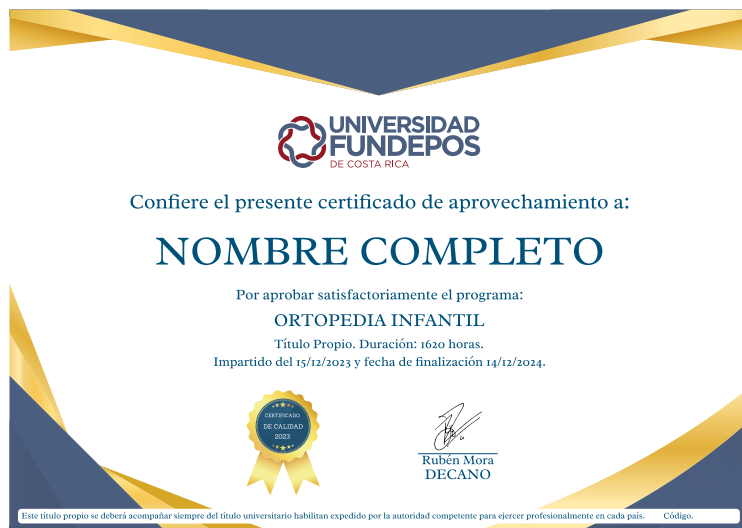 UNIVERSIDAD
FUNDEPOS
DE COSTA RICA
Confiere el presente certificado de aprovechamiento a:
NOMBRE COMPLETO
Por aprobar satisfactoriamente el programa:
ORTOPEDIA INFANTIL
Título Propio. Duración: 1620 horas.
Impartido del 15/12/2023 y fecha de finalización 14/12/2024.
CERTIFICADO
DE CALIDAD
2023
Rubén Mora
DECANO
Este título propio se deberá acompañar siempre del título universitario habilitan expedido por la autoridad competente para ejercer profesionalmente en cada país. Código.